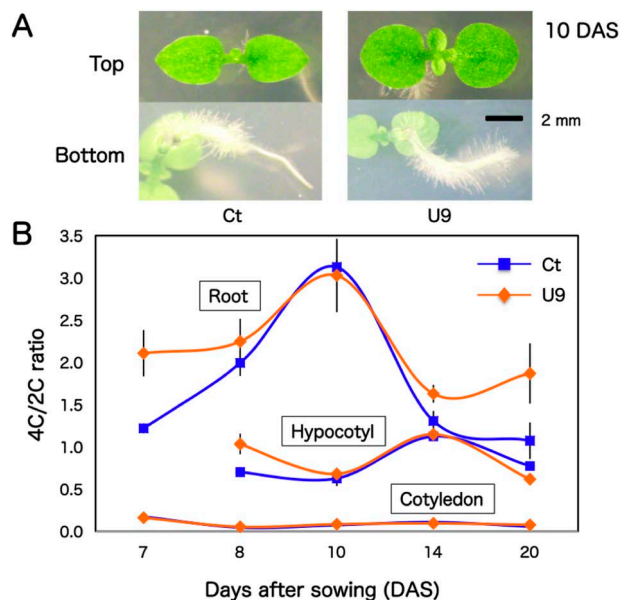 A
Top
Bottom
10 DAS
2 mm
Ct
U9
B
4C/2C ratio
3.5
3.0
2.5
2.0
1.5
1.0
0.5
0.0
Root
Hypocotyl
Cotyledon
Ct
U9
7 8 10 14 20
Days after sowing (DAS)